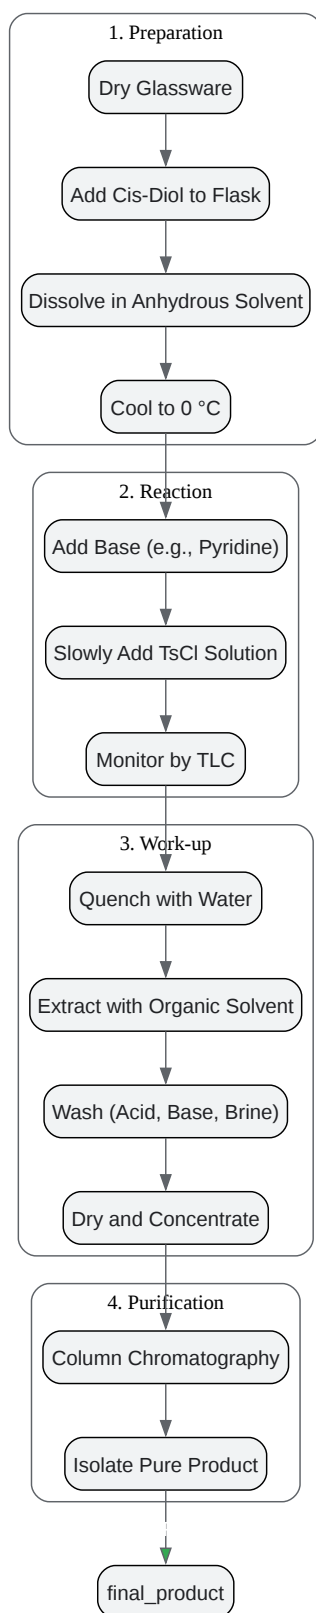 1. Preparation
Dry Glassware
Add Cis-Diol to Flask
Dissolve in Anhydrous Solvent
Cool to 0 °C
2. Reaction
Add Base (e.g., Pyridine)
Slowly Add TsCl Solution
Monitor by TLC
3. Work-up
Quench with Water
Extract with Organic Solvent
Wash (Acid, Base, Brine)
Dry and Concentrate
4. Purification
Column Chromatography
Isolate Pure Product
final_product